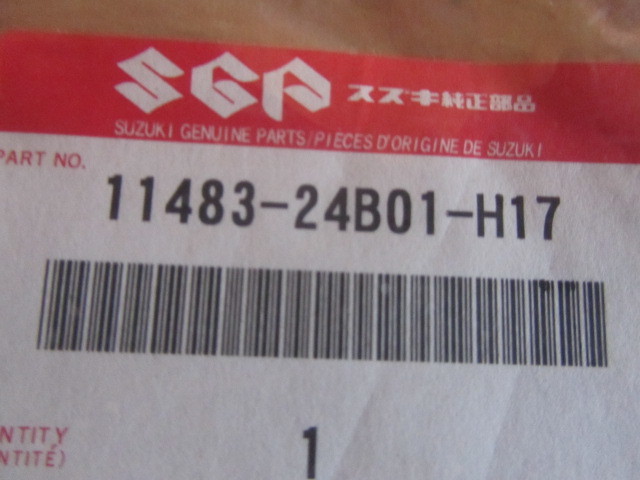 SGP スズキ純正部品
SUZUKI GENUINE PARTS/PIÈCES D'ORIGINE DE SUZUKI
PART NO.
11483-24B01-H17
NTITY
NTITÉ)
1